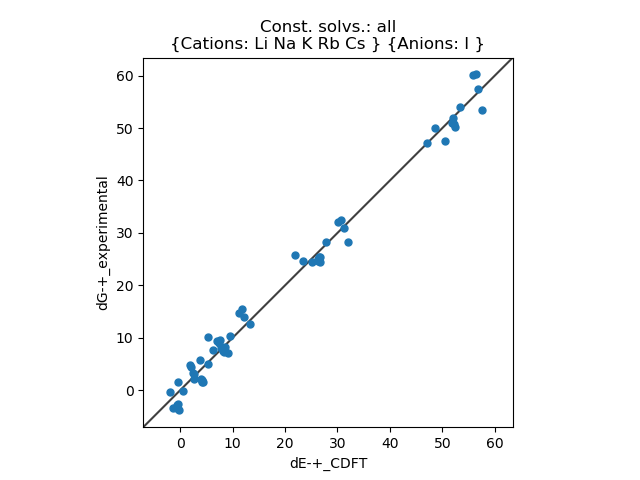 Const. solvs.: all
{Cations: Li Na K Rb Cs } {Anions: I }
60
50
40
30
20
10
0
dG-+_experimental
0 10 20 30 40 50 60
dE-+_CDFT